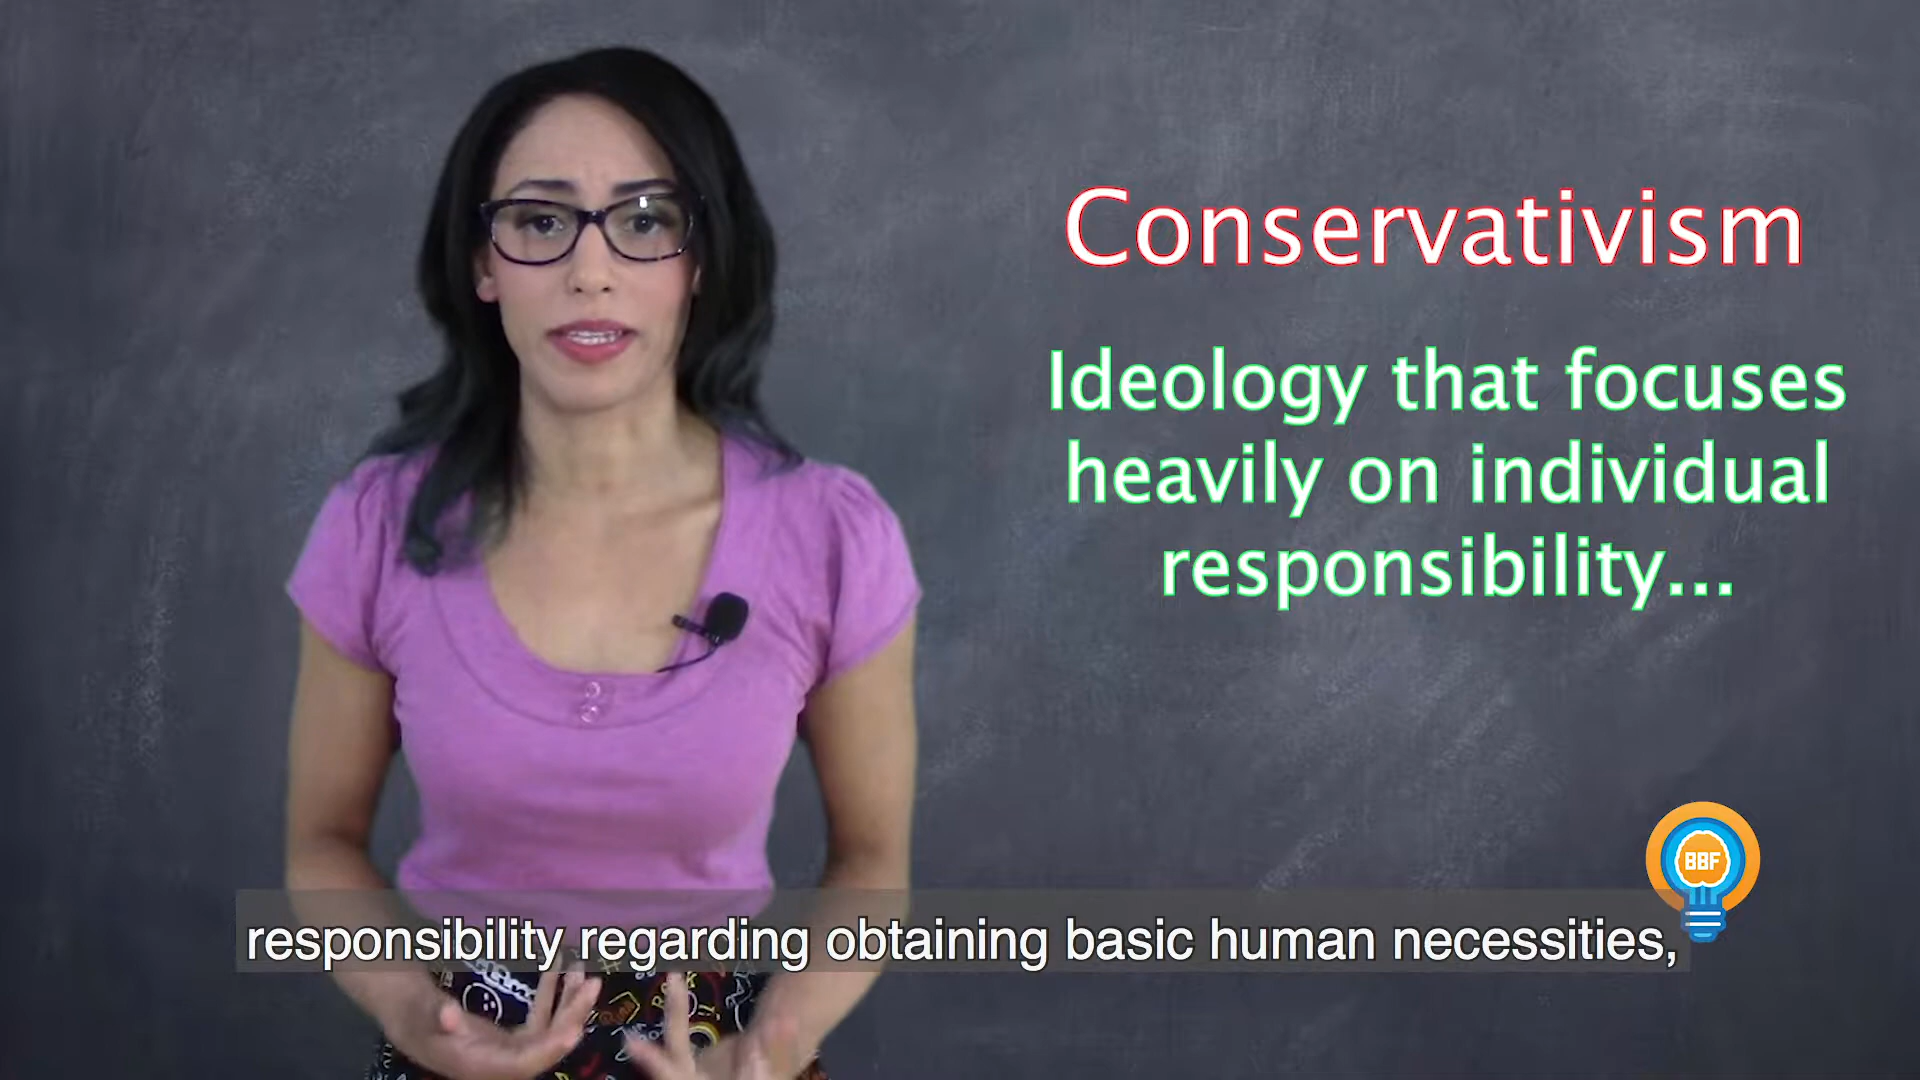 Conservativism
Ideology that focuses
heavily on individual
responsibility...
BBF
responsibility regarding obtaining basic human necessities,